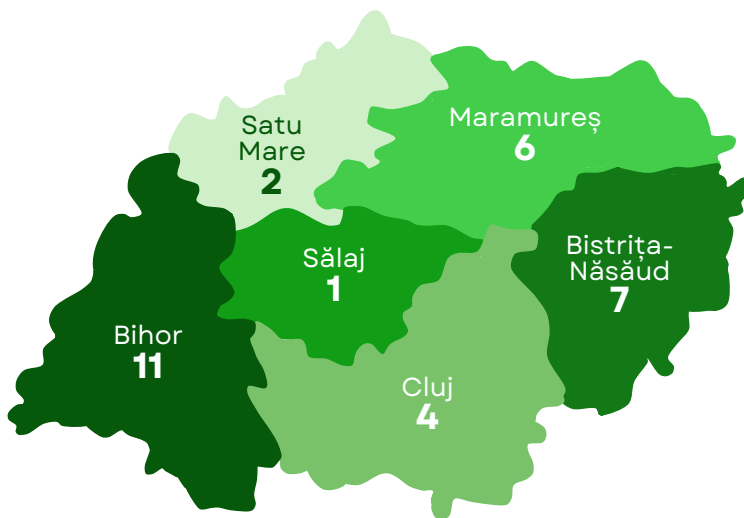 Satu
Mare
2
Maramureș
6
Bistrița-
Năsăud
7
Sălaj
1
Bihor
11
Cluj
4